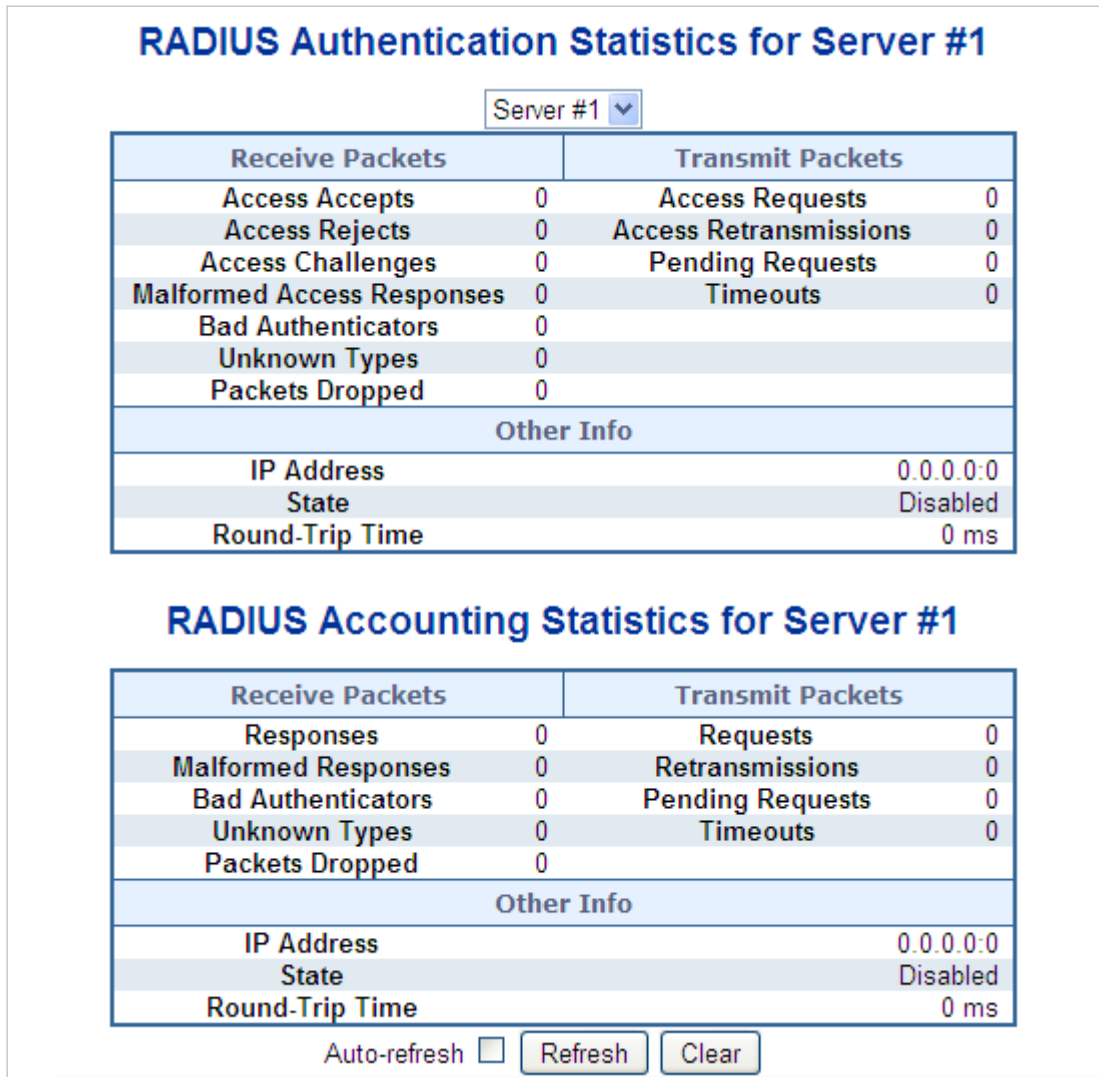 RADIUS Authentication Statistics for Server #1
Server #1
Receive Packets Transmit Packets
Access Accepts 0 Access Requests 0
Access Rejects 0 Access Retransmissions 0
Access Challenges 0 Pending Requests 0
Malformed Access Responses 0 Timeouts 0
Bad Authenticators 0
Unknown Types 0
Packets Dropped 0
Other Info
IP Address 0.0.0.0:0
State Disabled
Round-Trip Time 0 ms
RADIUS Accounting Statistics for Server #1
Receive Packets Transmit Packets
Responses 0 Requests 0
Malformed Responses 0 Retransmissions 0
Bad Authenticators 0 Pending Requests 0
Unknown Types 0 Timeouts 0
Packets Dropped 0
Other Info
IP Address 0.0.0.0:0
State Disabled
Round-Trip Time 0 ms
Auto-refresh Refresh Clear